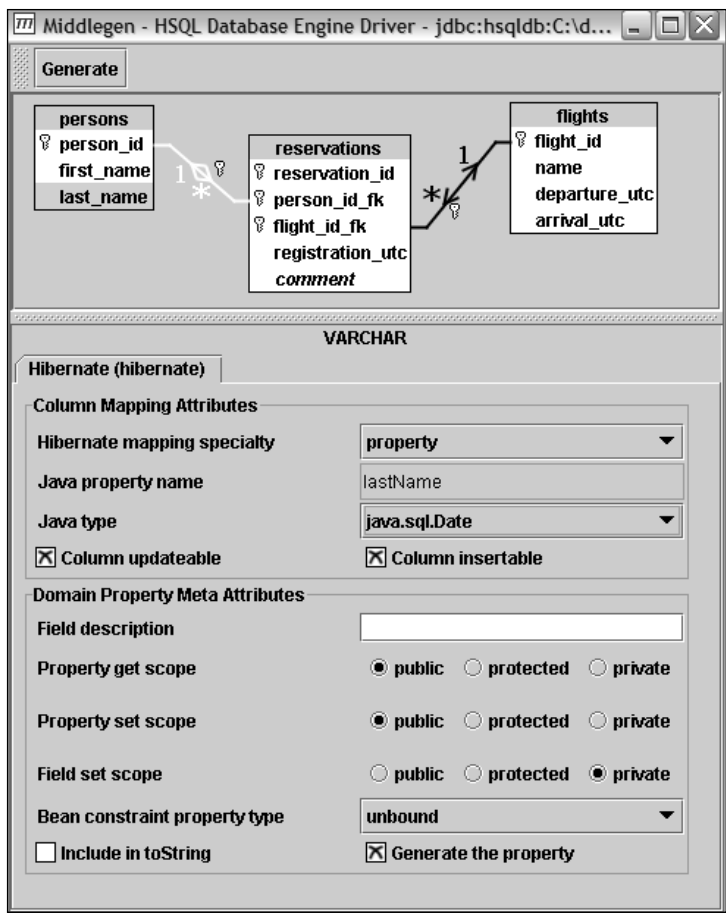 Middlegen - HSQL Database Engine Driver - jdbc:hsqldb:C:\d...
Generate
persons
person_id
first_name
last_name
1
*
reservations
reservation_id
person_id_fk
flight_id_fk
registration_utc
comment
1
*
flights
flight_id
name
departure_utc
arrival_utc
VARCHAR
Hibernate (hibernate)
Column Mapping Attributes
Hibernate mapping specialty property
Java property name lastName
Java type java.sql.Date
Column updateable Column insertable
Domain Property Meta Attributes
Field description
Property get scope public protected private
Property set scope public protected private
Field set scope public protected private
Bean constraint property type unbound
Include in toString Generate the property